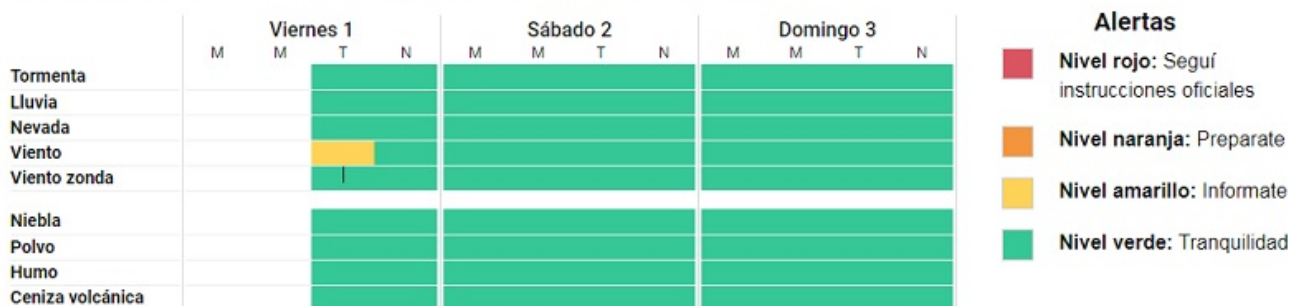 Viernes 1 Sábado 2 Domingo 3
M M T N M M T N M M T N
Tormenta
Lluvia
Nevada
Viento
Viento zonda
Niebla
Polvo
Humo
Ceniza volcánica
Alertas
Nivel rojo: Seguí
instrucciones oficiales
Nivel naranja: Preparate
Nivel amarillo: Informate
Nivel verde: Tranquilidad